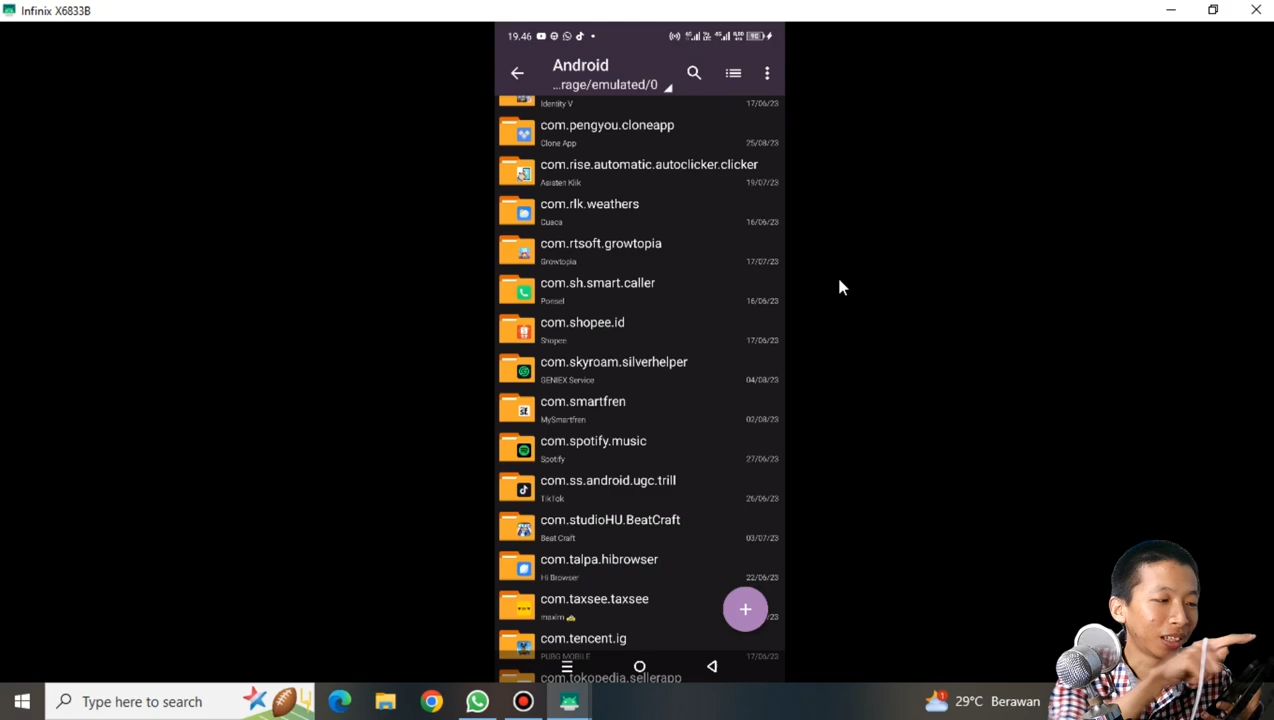 Infinix X6833B
19.46
Android
...rage/emulated/0
Identity V
17/06/23
com.pengyou.cloneapp
Clone App
25/08/23
com.rise.automatic.autoclicker.clicker
Asisten Klik
19/07/23
com.rlk.weathers
Cuaca
16/06/23
com.rtsoft.growtopia
Growtopia
17/07/23
com.sh.smart.caller
Ponsel
16/06/23
com.shopee.id
Shopee
17/06/23
com.skyroam.silverhelper
GENIEX Service
04/08/23
com.smartfren
MySmartfren
02/08/23
com.spotify.music
Spotify
27/06/23
com.ss.android.ugc.trill
TikTok
26/06/23
com.studioHU.BeatCraft
Beat Craft
03/07/23
com.talpa.hibrowser
Hi Browser
22/06/23
com.taxsee.taxsee
maxim
com.tencent.ig
PUBG MOBILE
17/06/23
com.tokopedia.sellerapp
Type here to search
29°C Berawan